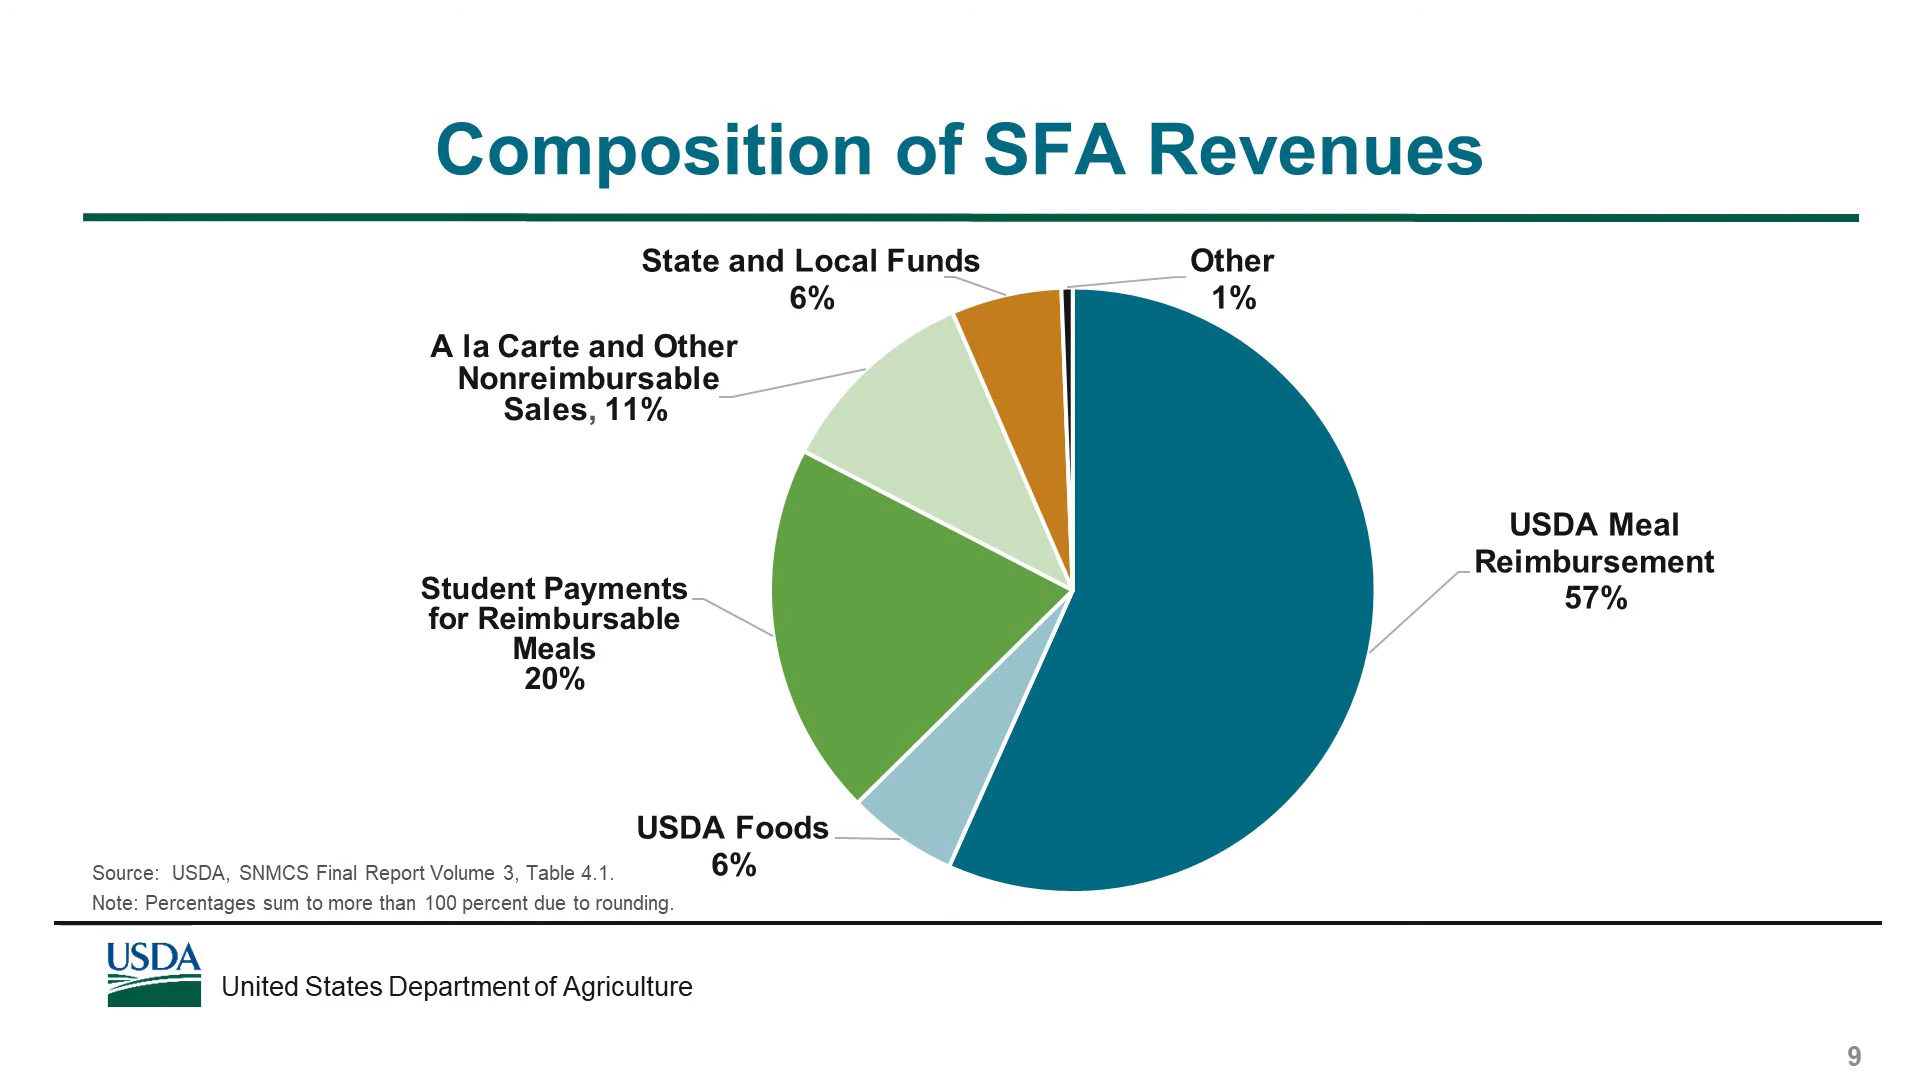 Composition of SFA Revenues
State and Local Funds
6%
Other
1%
A la Carte and Other
Nonreimbursable
Sales, 11%
USDA Meal
Reimbursement
57%
Student Payments
for Reimbursable
Meals
20%
USDA Foods
6%
Source: USDA, SNMCS Final Report Volume 3, Table 4.1.
Note: Percentages sum to more than 100 percent due to rounding.
USDA
United States Department of Agriculture
9